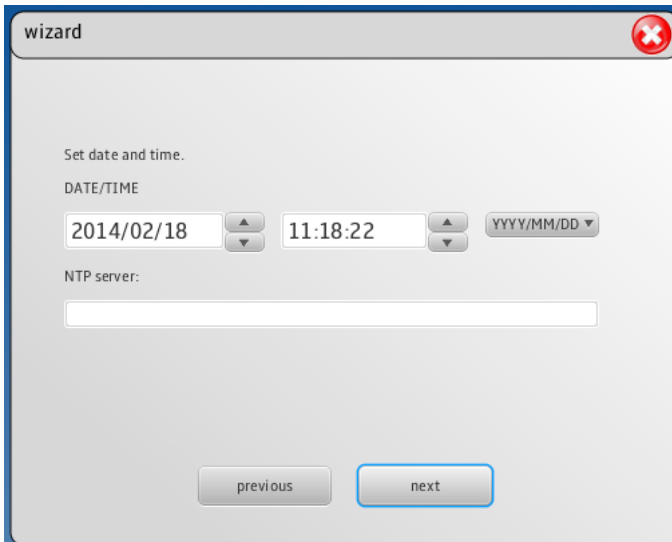 wizard
Set date and time.
DATE/TIME
2014/02/18 11:18:22 YYYY/MM/DD
NTP server:
previous next